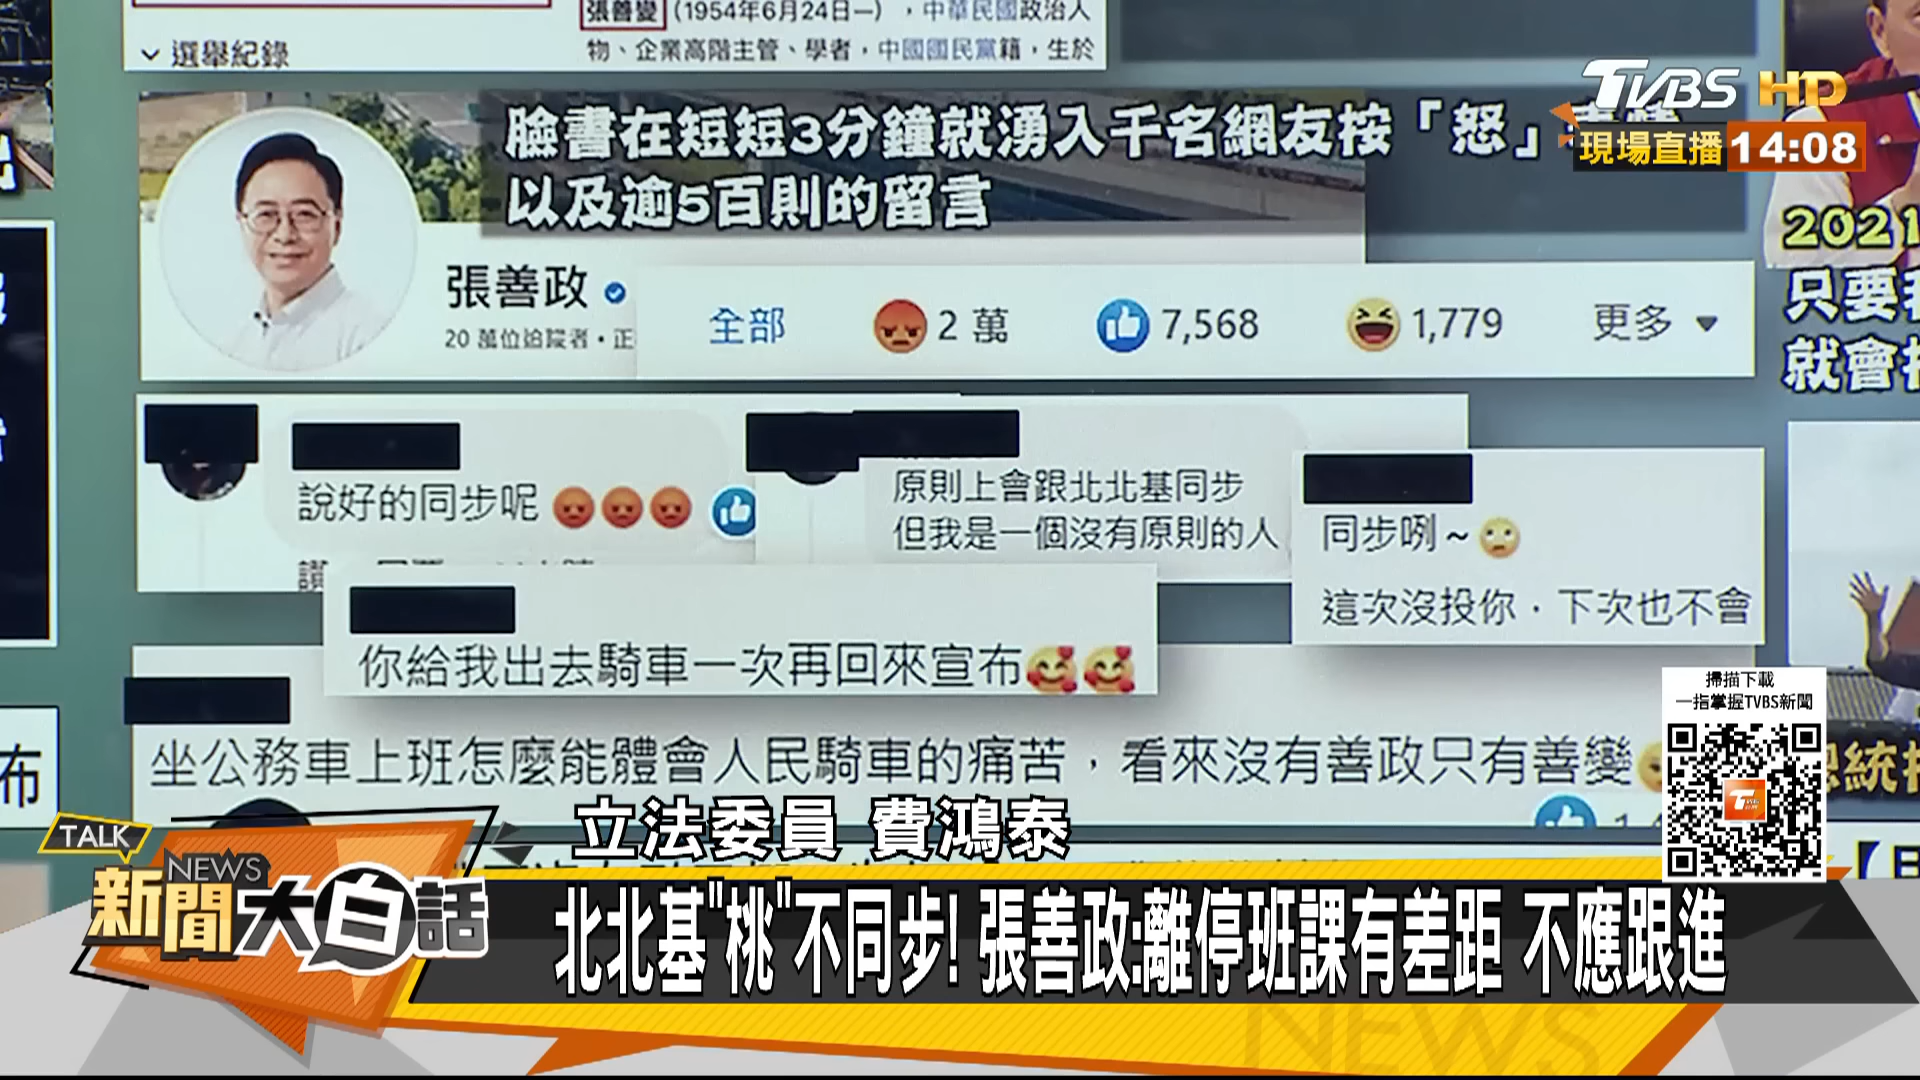 張善變(1954年6月24日—),中華民國政治人
物、企業高階主管、學者,中國國民黨籍,生於
選舉紀錄
TVBS HD
現場直播 14:08
臉書在短短3分鐘就湧入千名網友按「怒」
以及逾5百則的留言
張善政
20 萬位追蹤者・正
全部 2 萬 7,568 1,779 更多
2021
只要
就會
說好的同步呢
原則上會跟北北基同步
但我是一個沒有原則的人
同步咧~
這次沒投你.下次也不會
你給我出去騎車一次再回來宣布
坐公務車上班怎麼能體會人民騎車的痛苦,看來沒有善政只有善變
布
掃描下載
一指掌握TVBS新聞
總統
立法委員 費鴻泰
TALK
NEWS
新聞大白話
北北基"桃"不同步! 張善政:離停班課有差距 不應跟進
NEWS